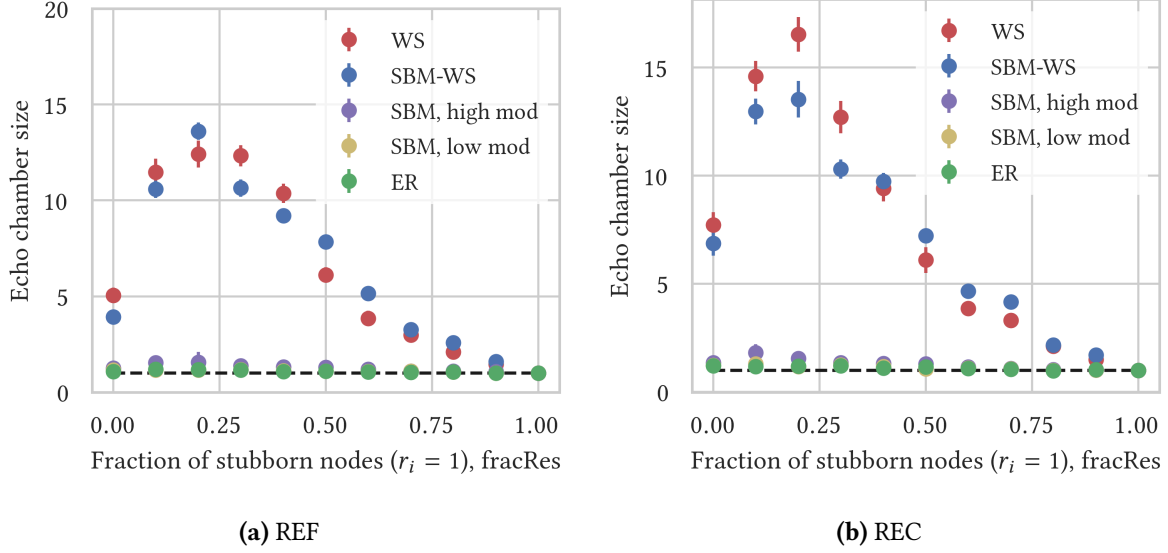 20
15
10
5
0
Echo chamber size
WS
SBM-WS
SBM, high mod
SBM, low mod
ER
0.00 0.25 0.50 0.75 1.00
Fraction of stubborn nodes (r_i = 1), fracRes
(a) REF
15
10
5
0
Echo chamber size
WS
SBM-WS
SBM, high mod
SBM, low mod
ER
0.00 0.25 0.50 0.75 1.00
Fraction of stubborn nodes (r_i = 1), fracRes
(b) REC